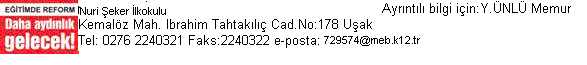 EĞİTİMDE REFORM
Daha aydınlık
gelecek!
Nuri Şeker İlkokulu
Ayrıntılı bilgi için:Y.ÜNLÜ Memur
Kemalöz Mah. İbrahim Tahtakılıç Cad.No:178 Uşak
Tel: 0276 2240321 Faks:2240322 e-posta: 729574@meb.k12.tr